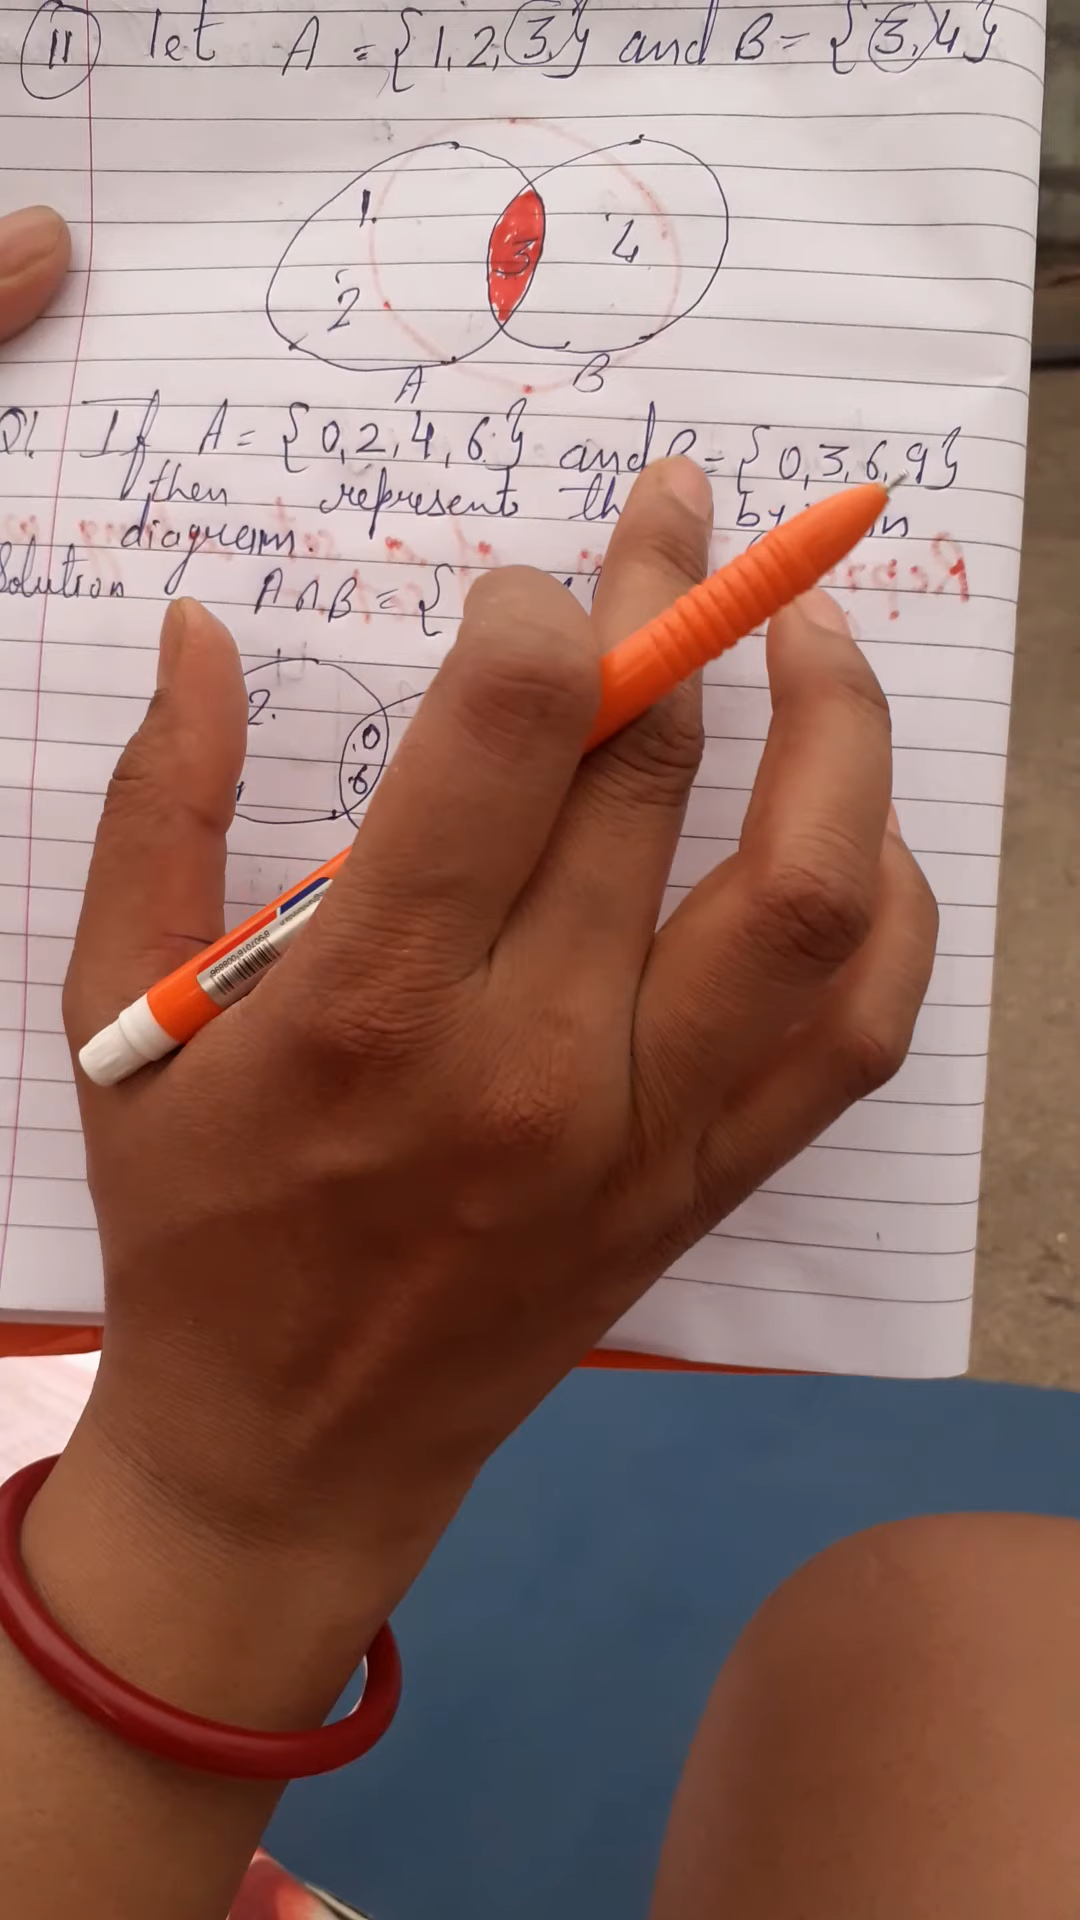 11 let A = {1, 2, 3} and B = {3, 4}
1. 3 4
2
A B
Q1. If A = {0, 2, 4, 6} and = {0, 3, 6, 9}
then represent by
diagram.
Solution A ∩ B = {
2. .0
6